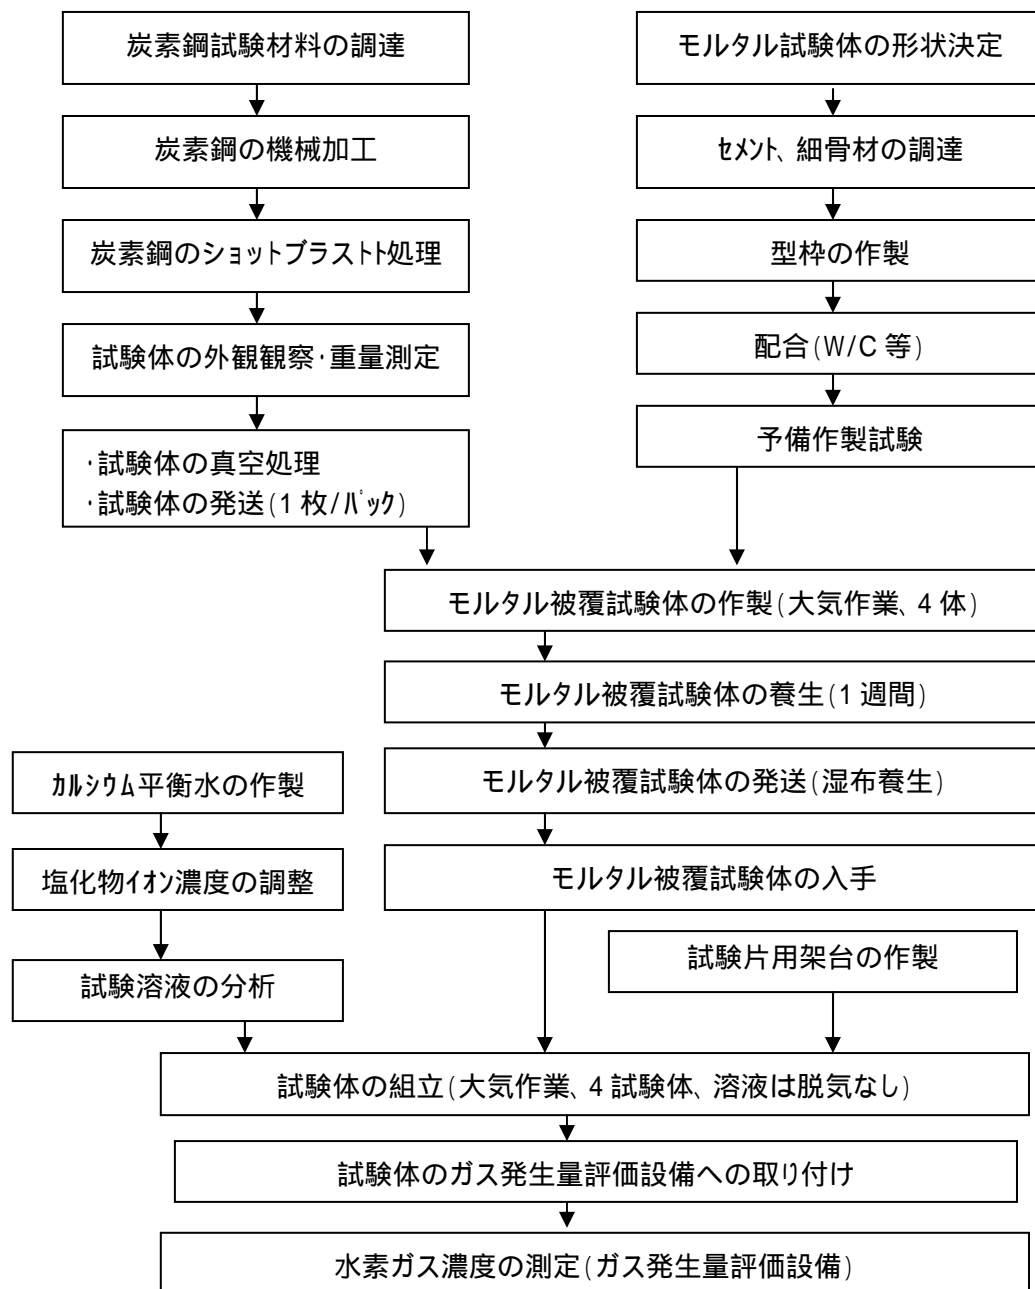 炭素鋼試験材料の調達
モルタル試験体の形状決定
炭素鋼の機械加工
ｾﾒﾝﾄ、細骨材の調達
炭素鋼のショットブラストト処理
型枠の作製
試験体の外観観察・重量測定
配合(W/C 等)
・試験体の真空処理
・試験体の発送(1 枚/ﾊﾟｯｸ)
予備作製試験
モルタル被覆試験体の作製(大気作業、4 体)
モルタル被覆試験体の養生(1 週間)
ｶﾙｼｳﾑ平衡水の作製
モルタル被覆試験体の発送(湿布養生)
塩化物ｲｵﾝ濃度の調整
モルタル被覆試験体の入手
試験片用架台の作製
試験溶液の分析
試験体の組立(大気作業、4 試験体、溶液は脱気なし)
試験体のガス発生量評価設備への取り付け
水素ガス濃度の測定(ガス発生量評価設備)